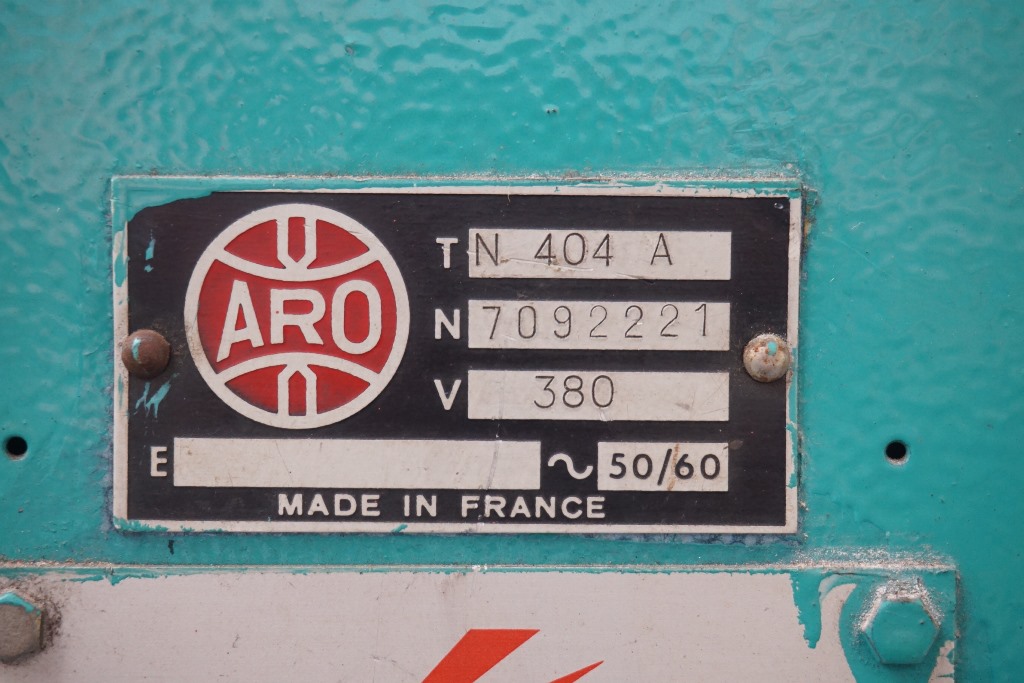 ARO
T N 404 A
N 7092221
V 380
E ~ 50/60
MADE IN FRANCE